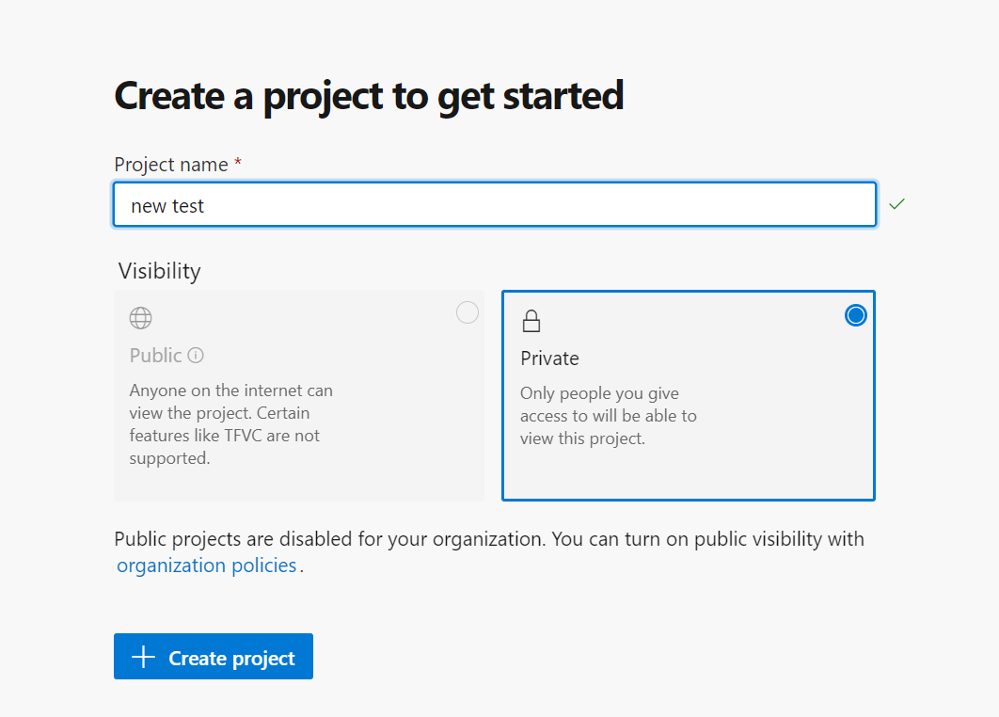 Create a project to get started
Project name *
new test
Visibility
Public
Anyone on the internet can
view the project. Certain
features like TFVC are not
supported.
Private
Only people you give
access to will be able to
view this project.
Public projects are disabled for your organization. You can turn on public visibility with
organization policies.
Create project